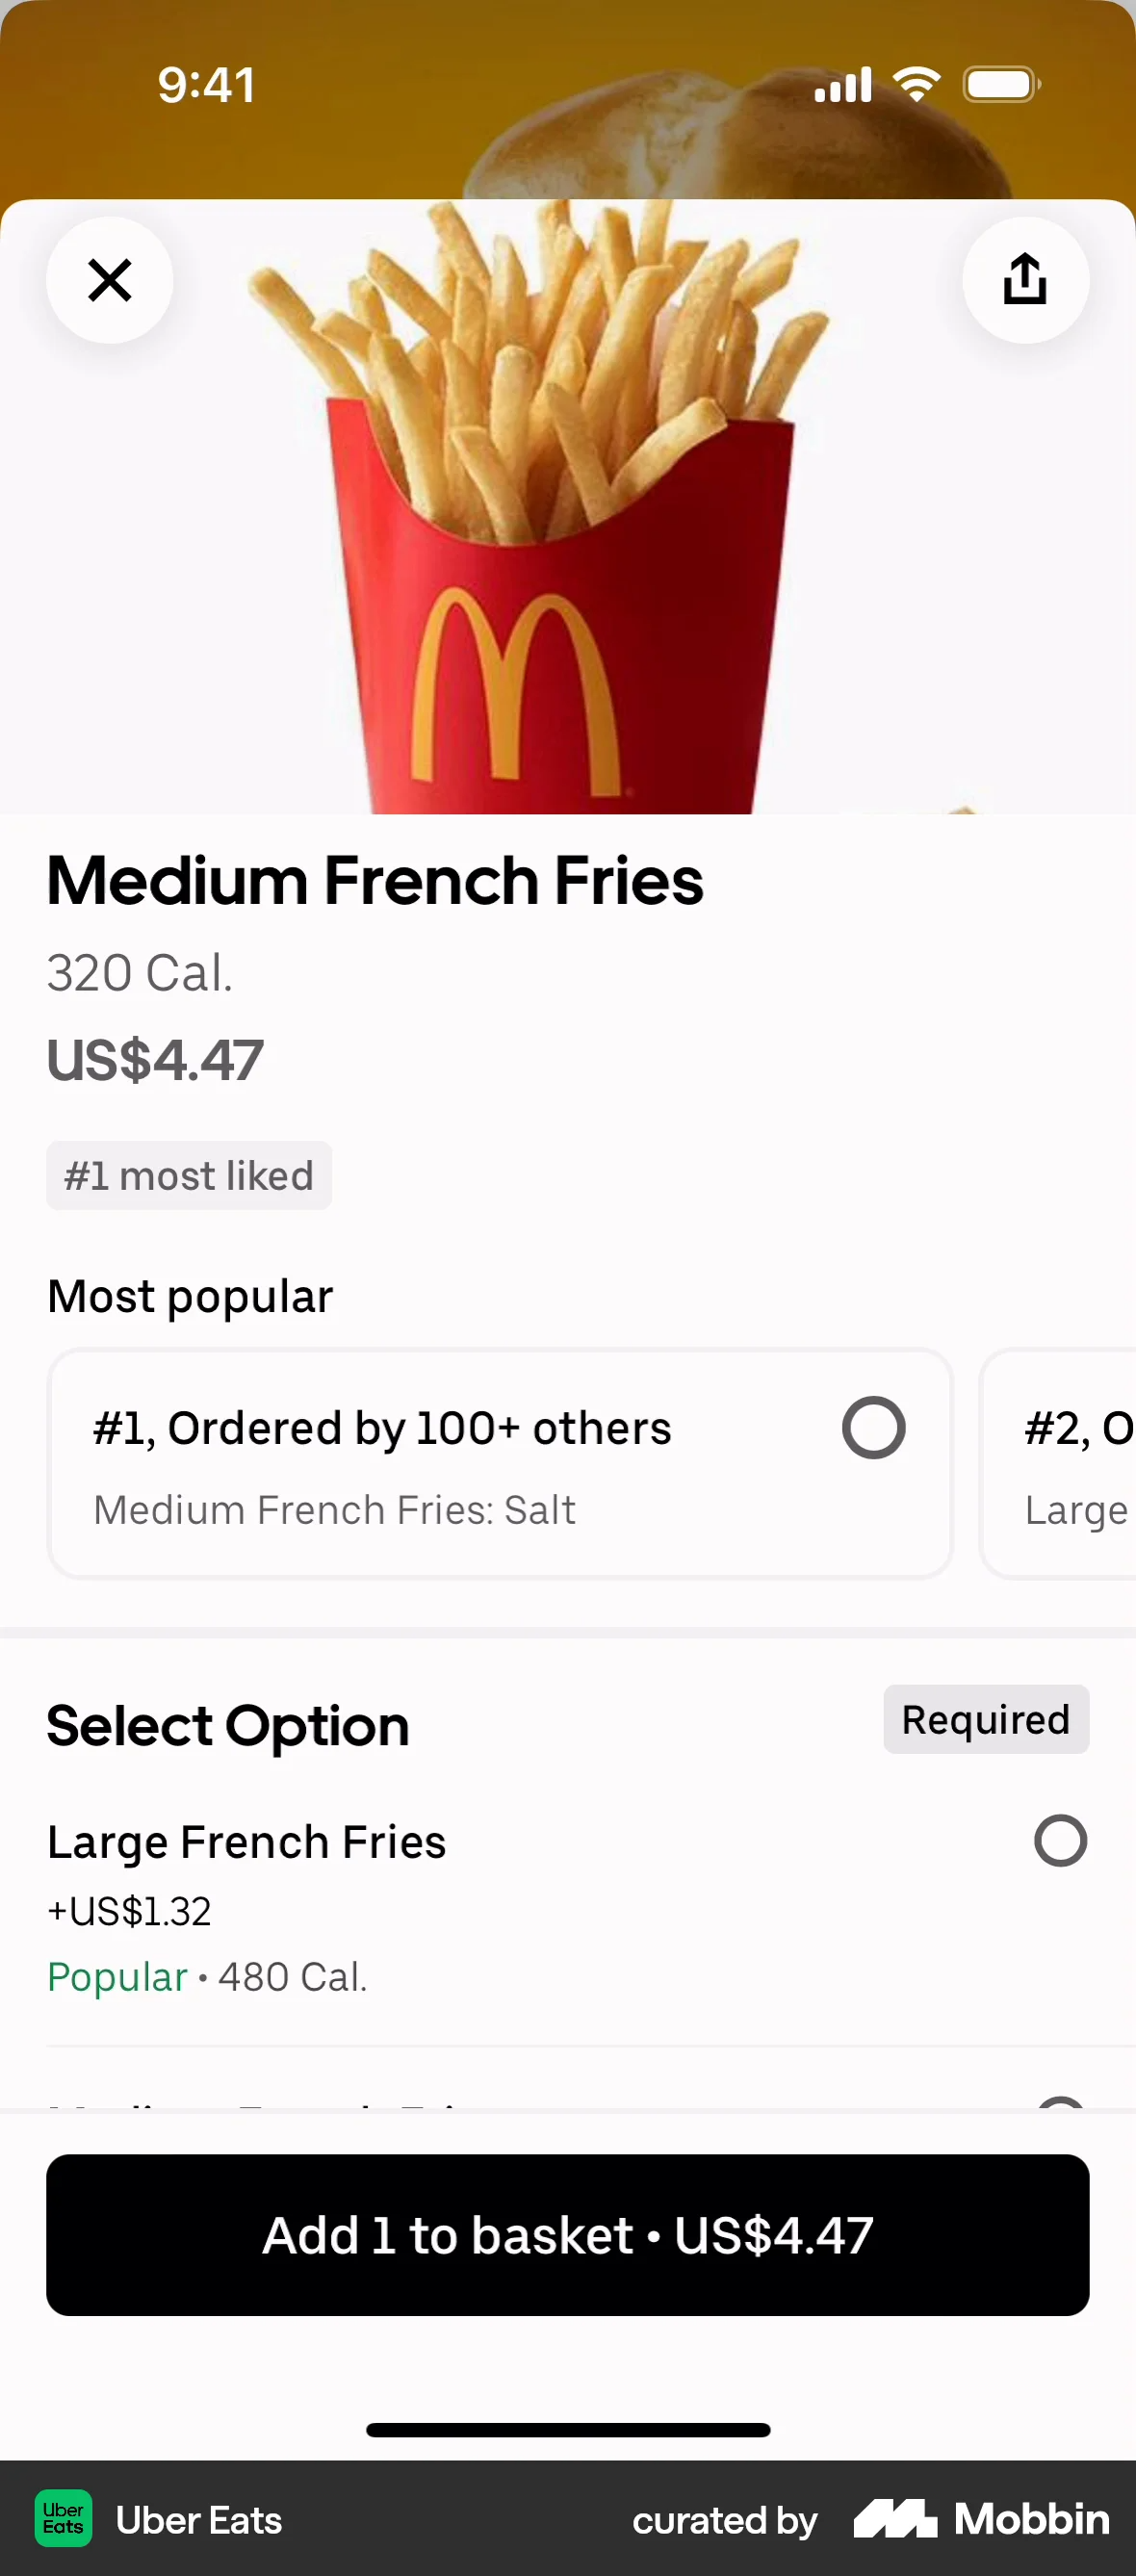 9:41
Medium French Fries
320 Cal.
US$4.47
#1 most liked
Most popular
#1, Ordered by 100+ others
Medium French Fries: Salt
#2, O
Large
Select Option
Required
Large French Fries
+US$1.32
Popular • 480 Cal.
Add 1 to basket • US$4.47
Uber Eats
Uber Eats
curated by
Mobbin